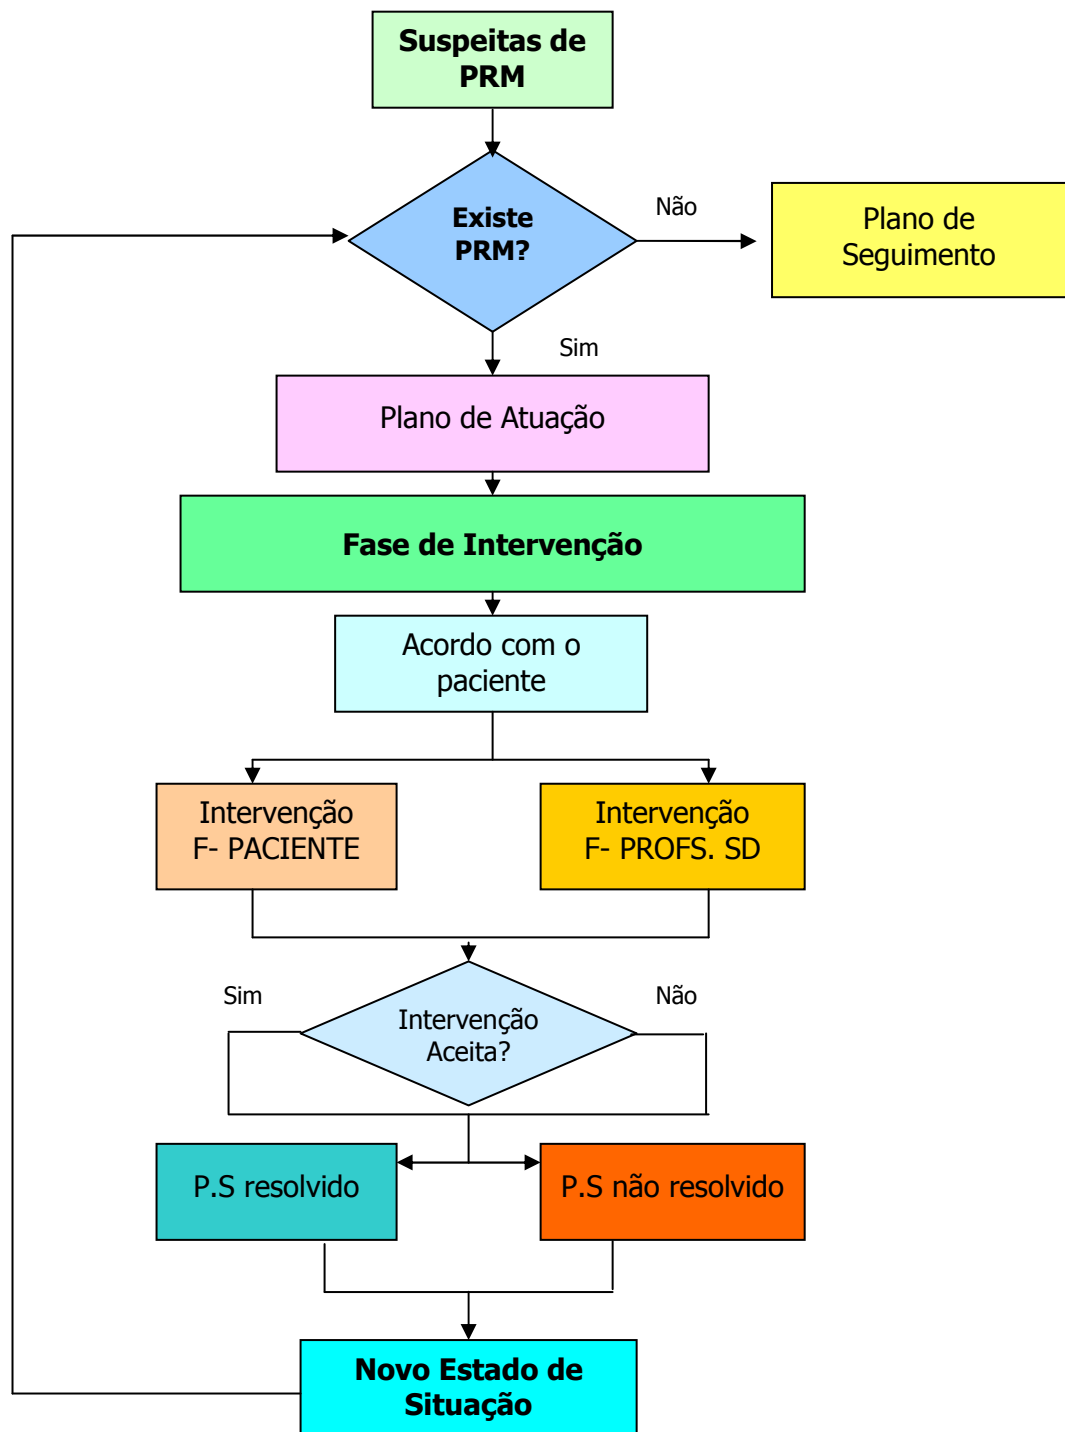 Suspeitas de
PRM
Existe
PRM?
Não
Plano de
Seguimento
Sim
Plano de Atuação
Fase de Intervenção
Acordo com o
paciente
Intervenção
F- PACIENTE
Intervenção
F- PROFS. SD
Sim
Não
Intervenção
Aceita?
P.S resolvido
P.S não resolvido
Novo Estado de
Situação